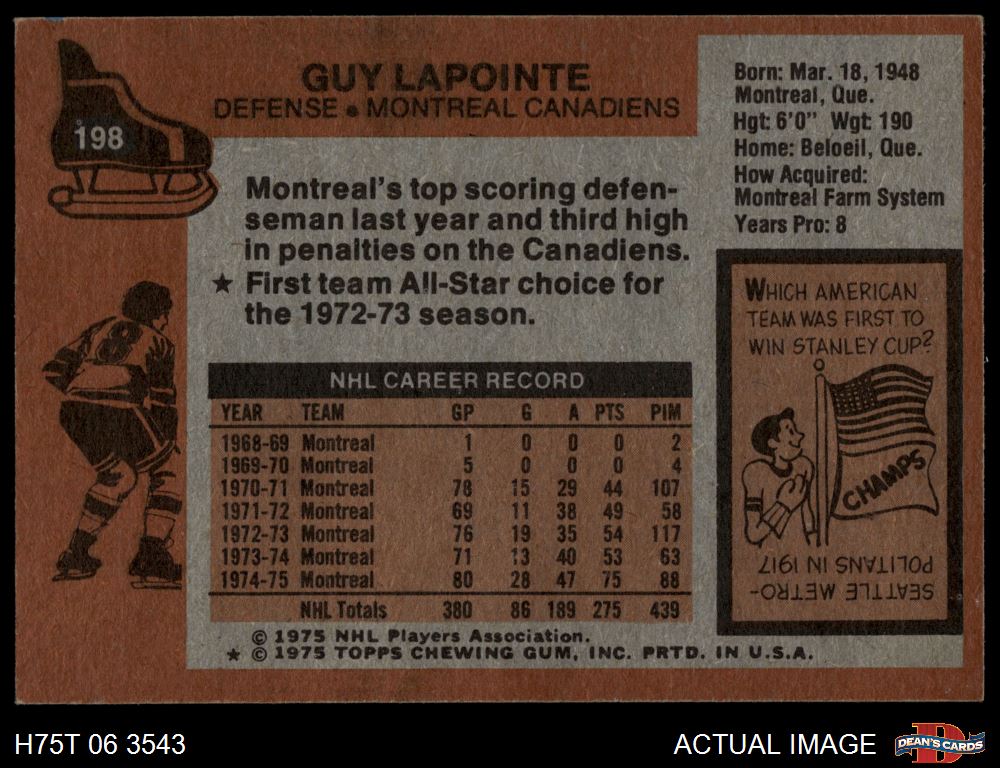 198
GUY LAPOINTE
DEFENSE • MONTREAL CANADIENS
Montreal's top scoring defen-
seman last year and third high
in penalties on the Canadiens.
★ First team All-Star choice for
the 1972-73 season.
Born: Mar. 18, 1948
Montreal, Que.
Hgt: 6'0" Wgt: 190
Home: Beloeil, Que.
How Acquired:
Montreal Farm System
Years Pro: 8
8
NHL CAREER RECORD
YEAR TEAM GP G A PTS PIM
1968-69 Montreal 1 0 0 0 2
1969-70 Montreal 5 0 0 0 4
1970-71 Montreal 78 15 29 44 107
1971-72 Montreal 69 11 38 49 58
1972-73 Montreal 76 19 35 54 117
1973-74 Montreal 71 13 40 53 63
1974-75 Montreal 80 28 47 75 88
NHL Totals 380 86 189 275 439
© 1975 NHL Players Association.
★ © 1975 TOPPS CHEWING GUM, INC. PRTD. IN U.S.A.
WHICH AMERICAN
TEAM WAS FIRST TO
WIN STANLEY CUP?
CHAMPS
SEATTLE METRO-
POLITANS IN 1917
H75T 06 3543
ACTUAL IMAGE
D
DEAN'S CARDS